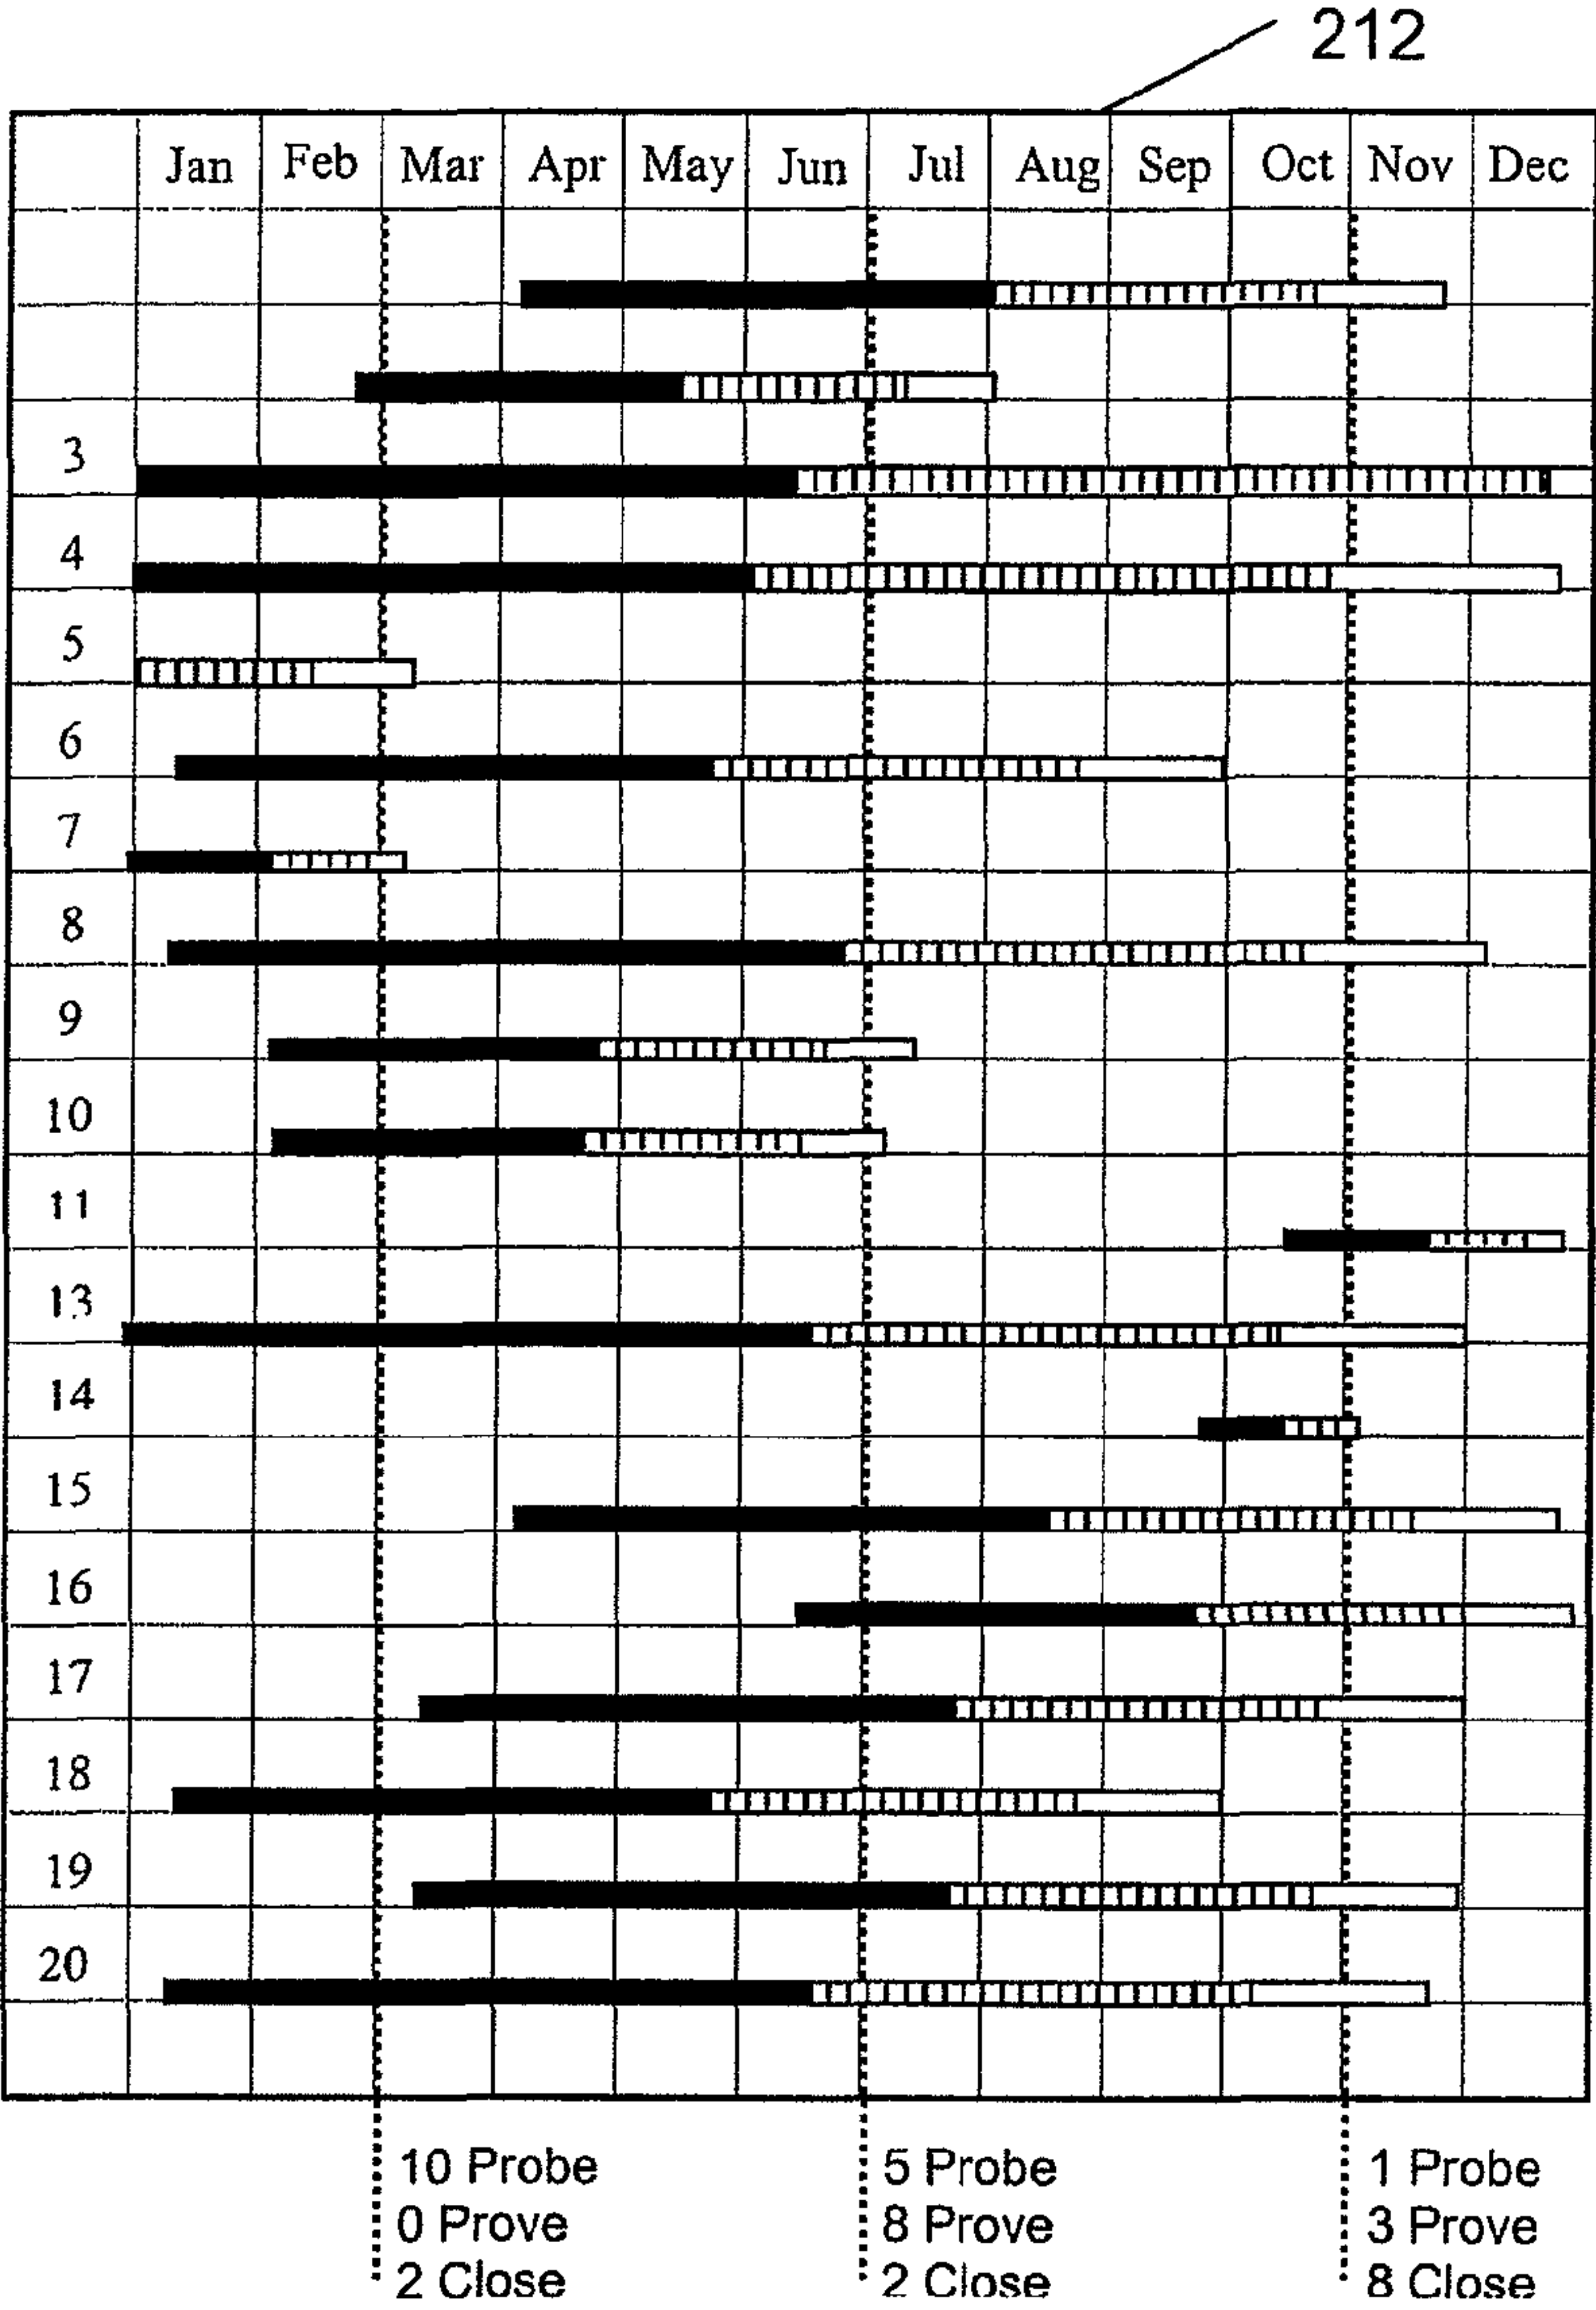 212
Jan Feb Mar Apr May Jun Jul Aug Sep Oct Nov Dec
3
4
5
6
7
8
9
10
11
13
14
15
16
17
18
19
20
10 Probe
0 Prove
2 Close
5 Probe
8 Prove
2 Close
1 Probe
3 Prove
8 Close